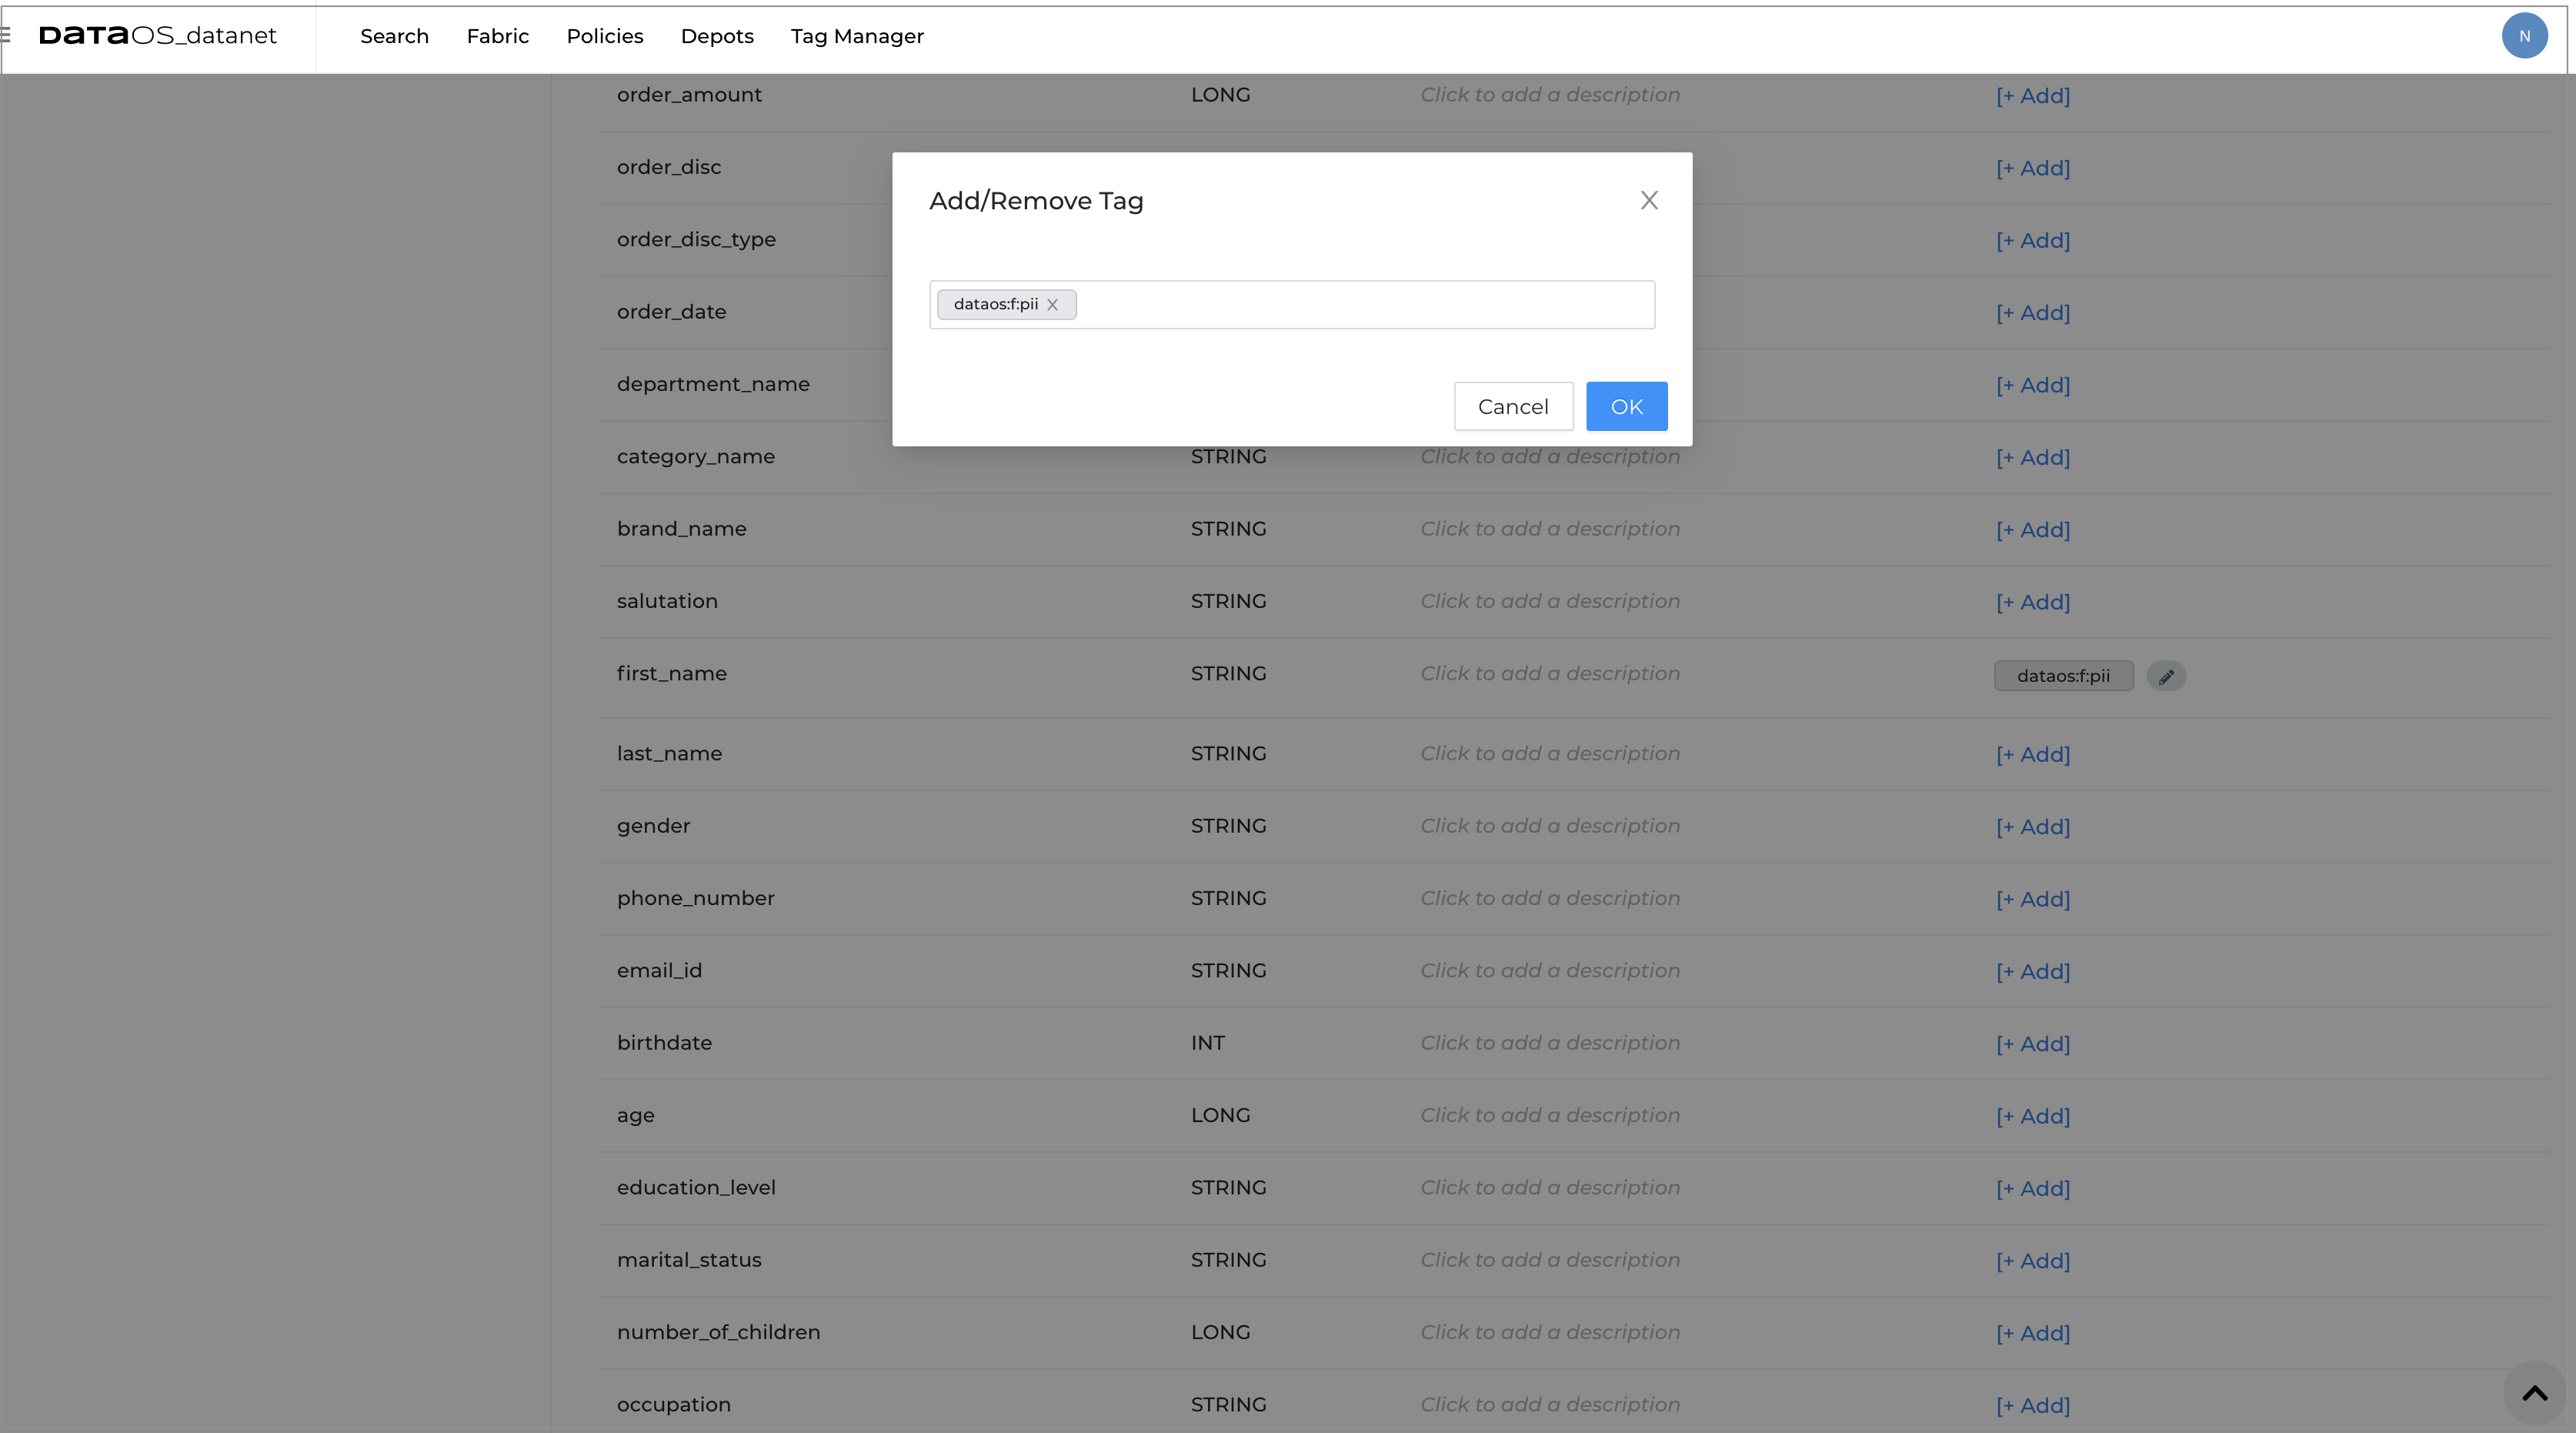 DATAOS_datanet Search Fabric Policies Depots Tag Manager N
order_amount LONG Click to add a description [+ Add]
order_disc [+ Add]
Add/Remove Tag X
order_disc_type [+ Add]
order_date [+ Add]
dataos:f:pii X
department_name [+ Add]
Cancel OK
category_name STRING Click to add a description [+ Add]
brand_name STRING Click to add a description [+ Add]
salutation STRING Click to add a description [+ Add]
first_name STRING Click to add a description dataos:f:pii
last_name STRING Click to add a description [+ Add]
gender STRING Click to add a description [+ Add]
phone_number STRING Click to add a description [+ Add]
email_id STRING Click to add a description [+ Add]
birthdate INT Click to add a description [+ Add]
age LONG Click to add a description [+ Add]
education_level STRING Click to add a description [+ Add]
marital_status STRING Click to add a description [+ Add]
number_of_children LONG Click to add a description [+ Add]
occupation STRING Click to add a description [+ Add]